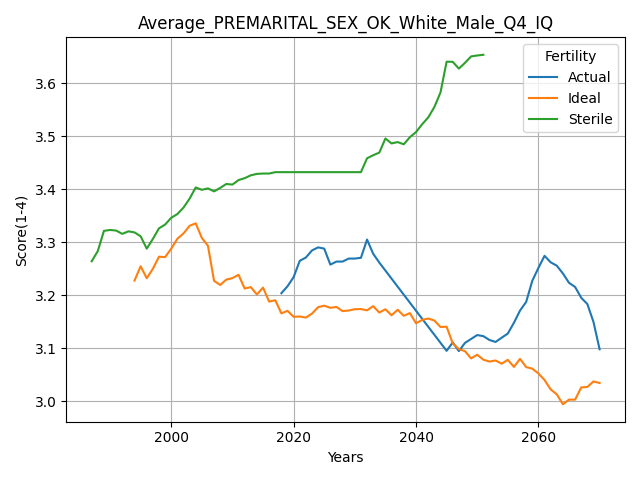 Average_PREMARITAL_SEX_OK_White_Male_Q4_IQ
Fertility
Actual
Ideal
Sterile
Score(1-4)
3.6
3.5
3.4
3.3
3.2
3.1
3.0
2000 2020 2040 2060
Years